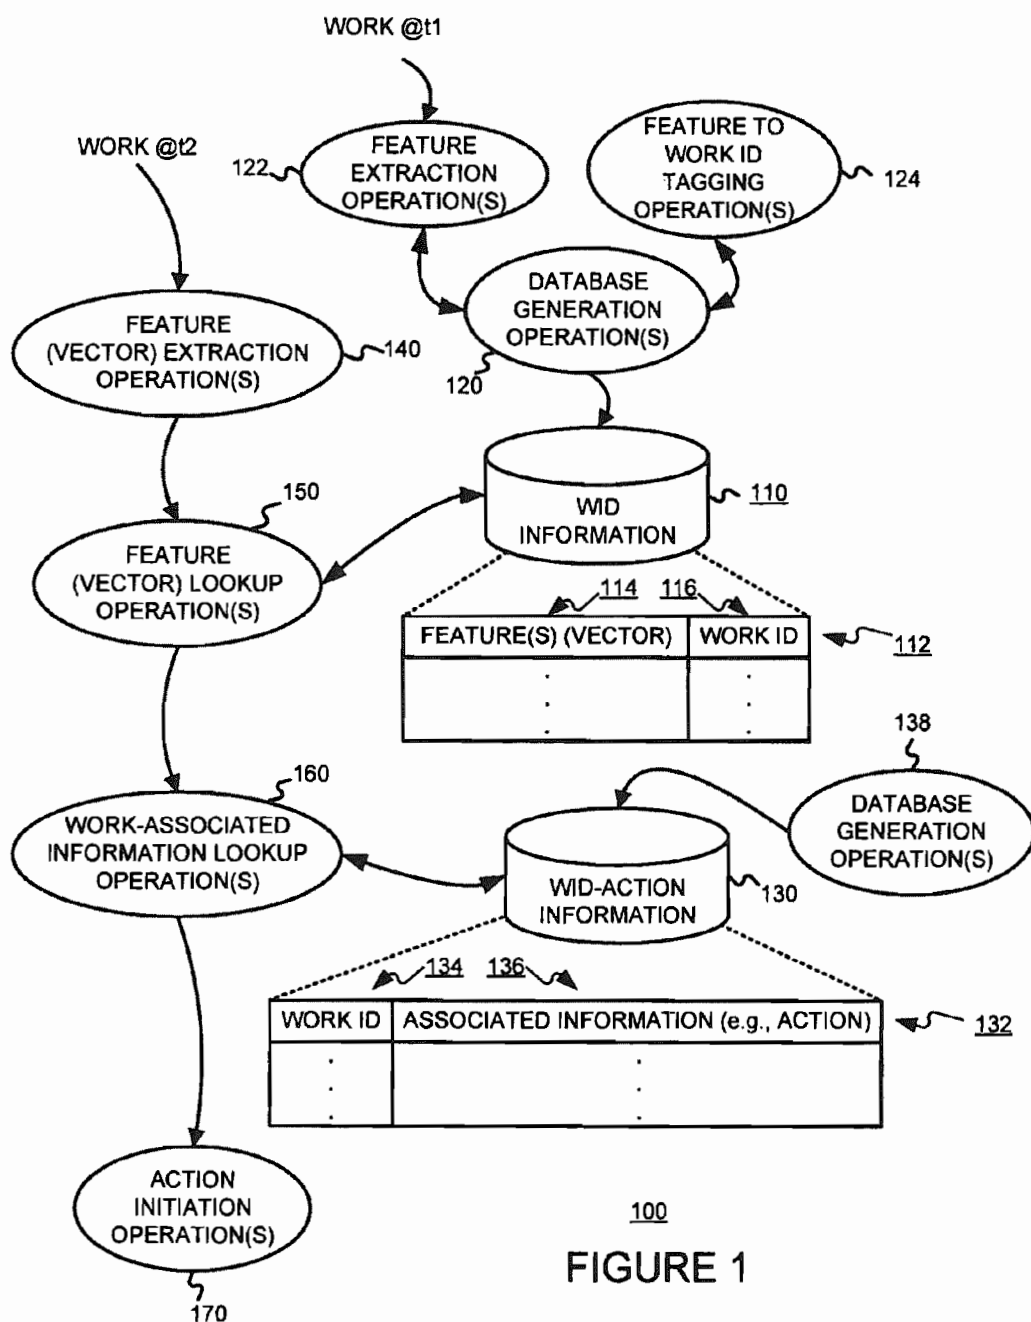 WORK @t1
WORK @t2
122
FEATURE
EXTRACTION
OPERATION(S)
FEATURE TO
WORK ID
TAGGING
OPERATION(S)
124
DATABASE
GENERATION
OPERATION(S)
120
FEATURE
(VECTOR) EXTRACTION
OPERATION(S)
140
150
WID
INFORMATION
110
FEATURE
(VECTOR) LOOKUP
OPERATION(S)
114 116
FEATURE(S) (VECTOR) WORK ID
112
. .
. .
. .
138
DATABASE
GENERATION
OPERATION(S)
160
WORK-ASSOCIATED
INFORMATION LOOKUP
OPERATION(S)
WID-ACTION
INFORMATION
130
134 136
WORK ID ASSOCIATED INFORMATION (e.g., ACTION)
132
. .
. .
. .
ACTION
INITIATION
OPERATION(S)
170
100
FIGURE 1